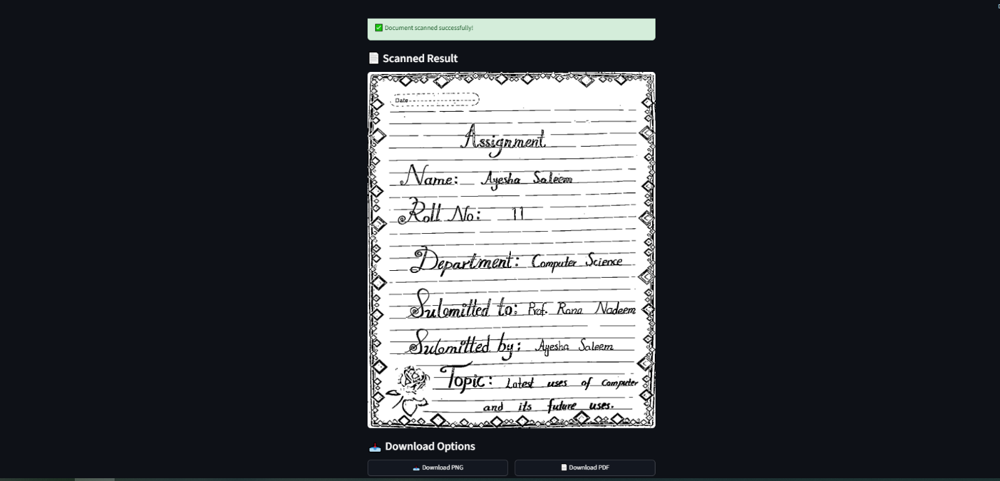 ✅ Document scanned successfully!
📄 Scanned Result
Date
Assignment
Name: Ayesha Saleem
Roll No: 11
Department: Computer Science
Submitted to: Prof. Rana Nadeem
Submitted by: Ayesha Saleem
Topic: Latest uses of Computer
and its future uses.
📥 Download Options
📥 Download PNG
📄 Download PDF